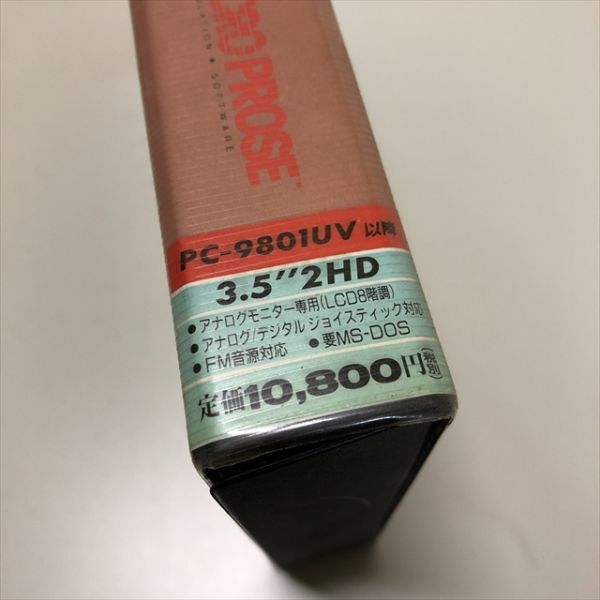 PROSE™
SOFTWARE
PC-9801UV 以降
3.5″2HD
●アナログモニター専用(LCD8階調)
●アナログ/デジタル ジョイスティック対応
●FM音源対応 ●要MS-DOS
定価10,800円(税別)